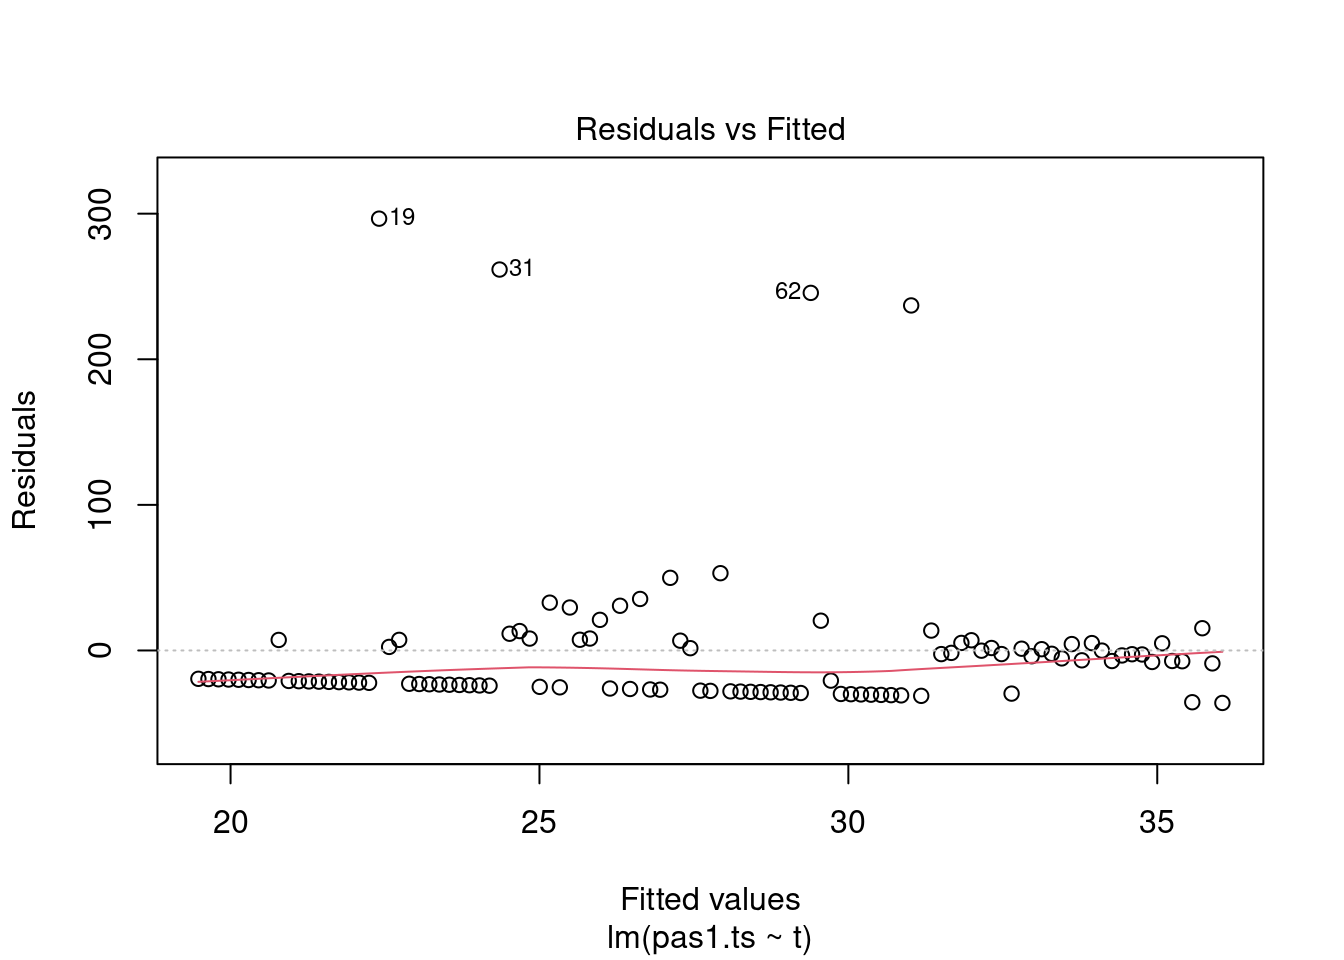 Residuals vs Fitted
300
200
100
0
Residuals
19
31
62
20 25 30 35
Fitted values
lm(pas1.ts ~ t)